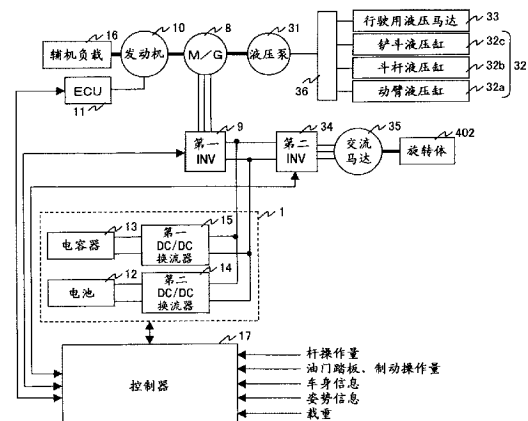 16
辅机负载
10
发动机
8
M/G
31
液压泵
36
行驶用液压马达
33
铲斗液压缸
32c
斗杆液压缸
32b
动臂液压缸
32a
32
ECU
11
9
第一
INV
34
第二
INV
35
交流
马达
402
旋转体
1
电容器
13
第一
DC/DC
换流器
15
电池
12
第二
DC/DC
换流器
14
17
控制器
杆操作量
油门踏板、制动操作量
车身信息
姿势信息
载重